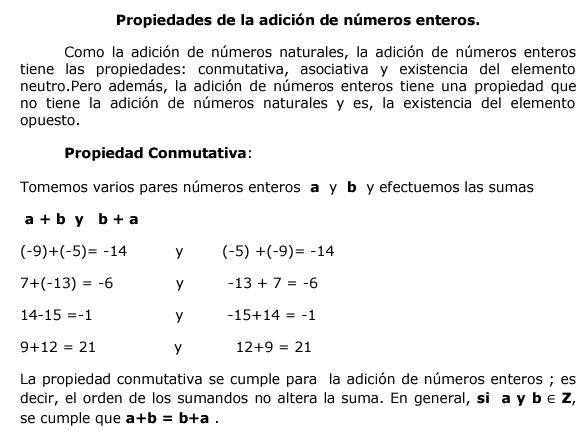 Propiedades de la adición de números enteros.
Como la adición de números naturales, la adición de números enteros
tiene las propiedades: conmutativa, asociativa y existencia del elemento
neutro.Pero además, la adición de números enteros tiene una propiedad que
no tiene la adición de números naturales y es, la existencia del elemento
opuesto.
Propiedad Conmutativa:
Tomemos varios pares números enteros a y b y efectuemos las sumas
a + b y b + a
(-9)+(-5)= -14 y (-5) +(-9)= -14
7+(-13) = -6 y -13 + 7 = -6
14-15 =-1 y -15+14 = -1
9+12 = 21 y 12+9 = 21
La propiedad conmutativa se cumple para la adición de números enteros ; es
decir, el orden de los sumandos no altera la suma. En general, si a y b ∈ Z,
se cumple que a+b = b+a .